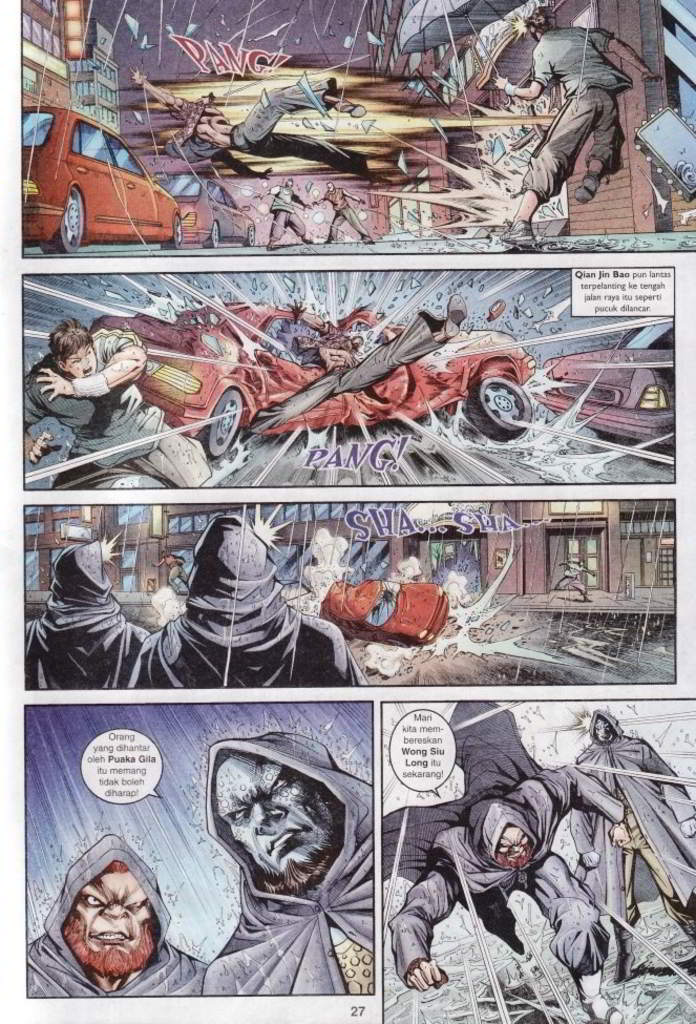 PANG!
Qian Jin Bao pun lantas
terpelanting ke tengah
jalan raya itu seperti
pucuk dilancar.
PANG!
SHA... SHA...
Orang
yang dihantar
oleh Puaka Gila
itu memang
tidak boleh
diharap!
Mari
kita mem-
bereskan
Wong Siu
Long itu
sekarang!
27